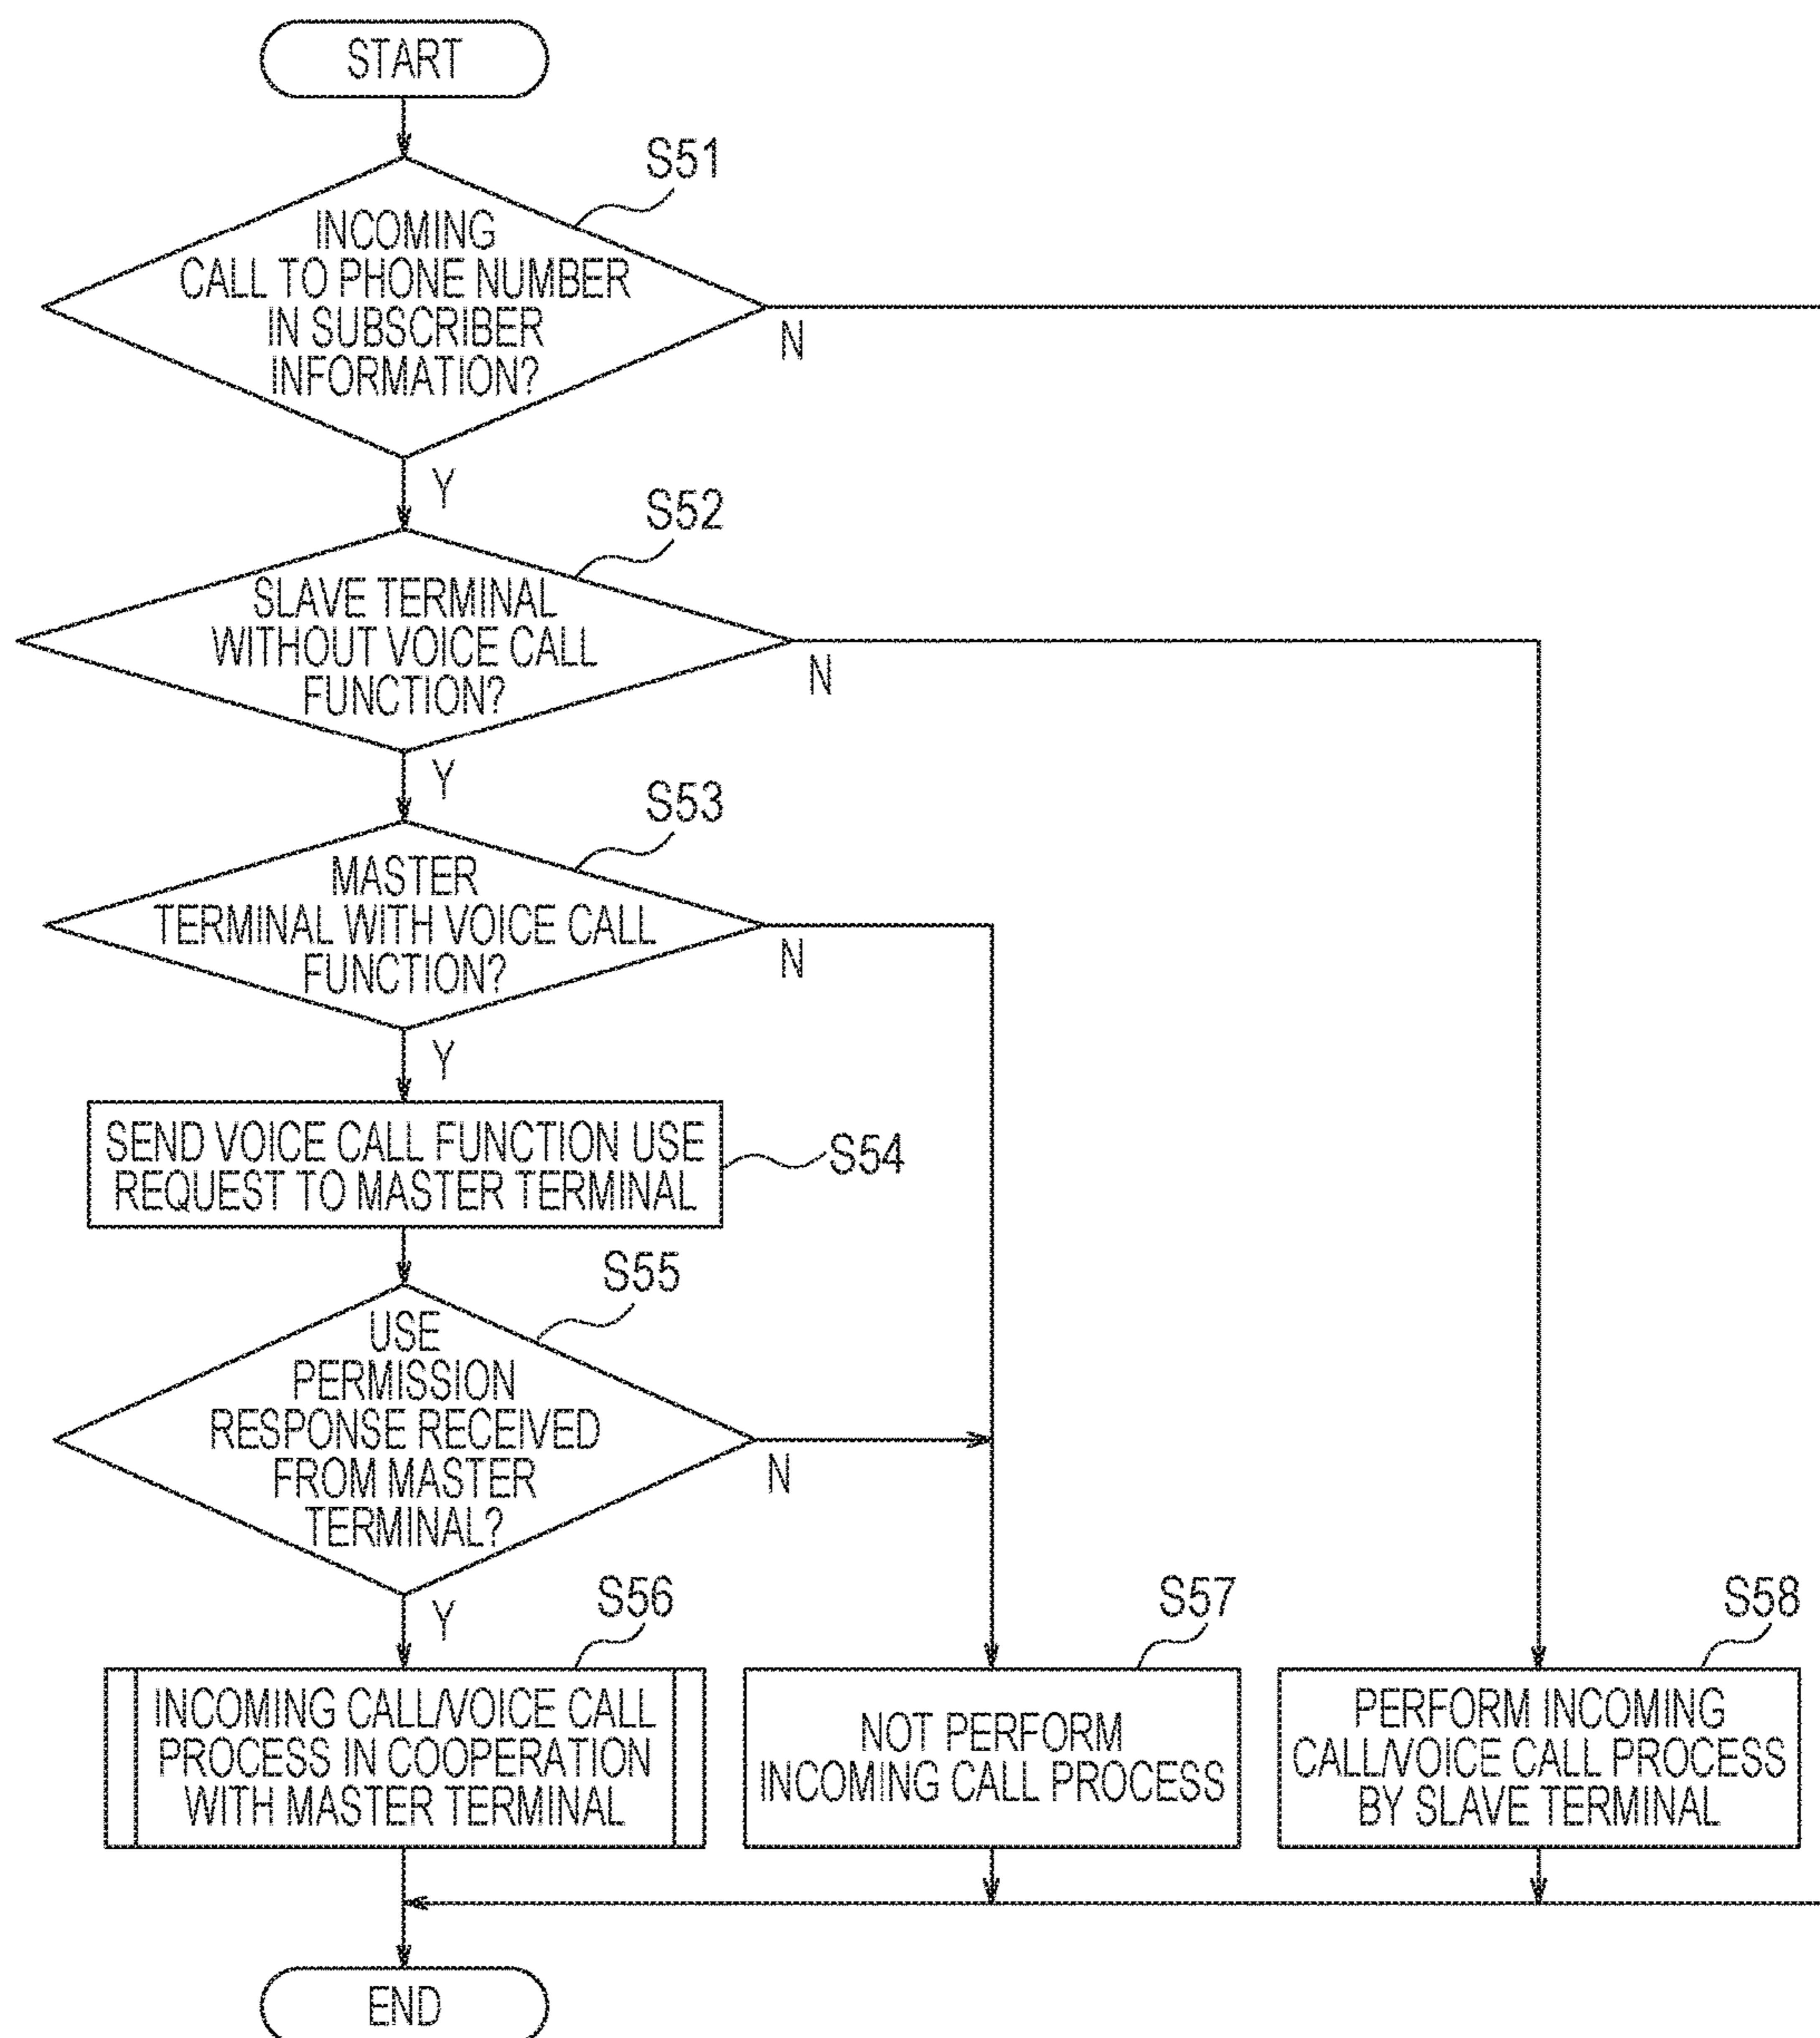 START
S51
INCOMING
CALL TO PHONE NUMBER
IN SUBSCRIBER
INFORMATION?
N
Y
S52
SLAVE TERMINAL
WITHOUT VOICE CALL
FUNCTION?
N
Y
S53
MASTER
TERMINAL WITH VOICE CALL
FUNCTION?
N
Y
SEND VOICE CALL FUNCTION USE
REQUEST TO MASTER TERMINAL
S54
S55
USE
PERMISSION
RESPONSE RECEIVED
FROM MASTER
TERMINAL?
N
Y
S56
INCOMING CALL/VOICE CALL
PROCESS IN COOPERATION
WITH MASTER TERMINAL
S57
NOT PERFORM
INCOMING CALL PROCESS
S58
PERFORM INCOMING
CALL/VOICE CALL PROCESS
BY SLAVE TERMINAL
END